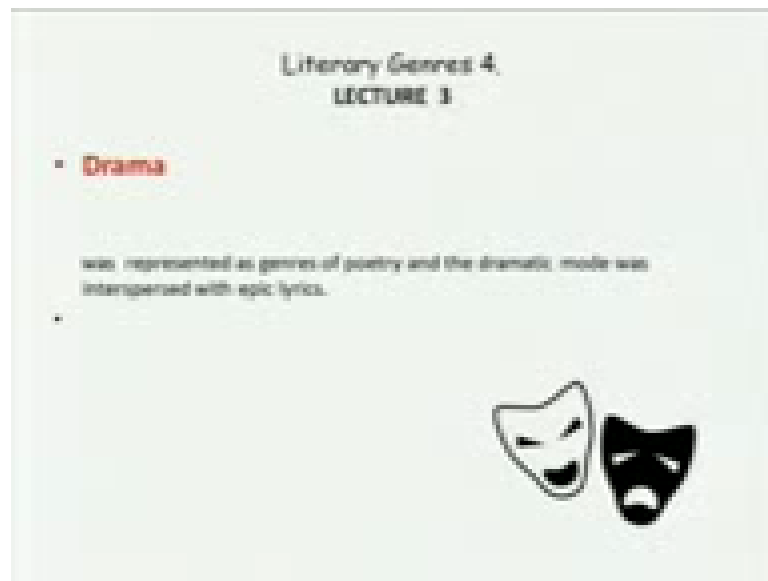 Literary Genres 4.
LECTURE 3
• Drama
was represented as genres of poetry and the dramatic mode was
interspersed with epic lyrics.
•